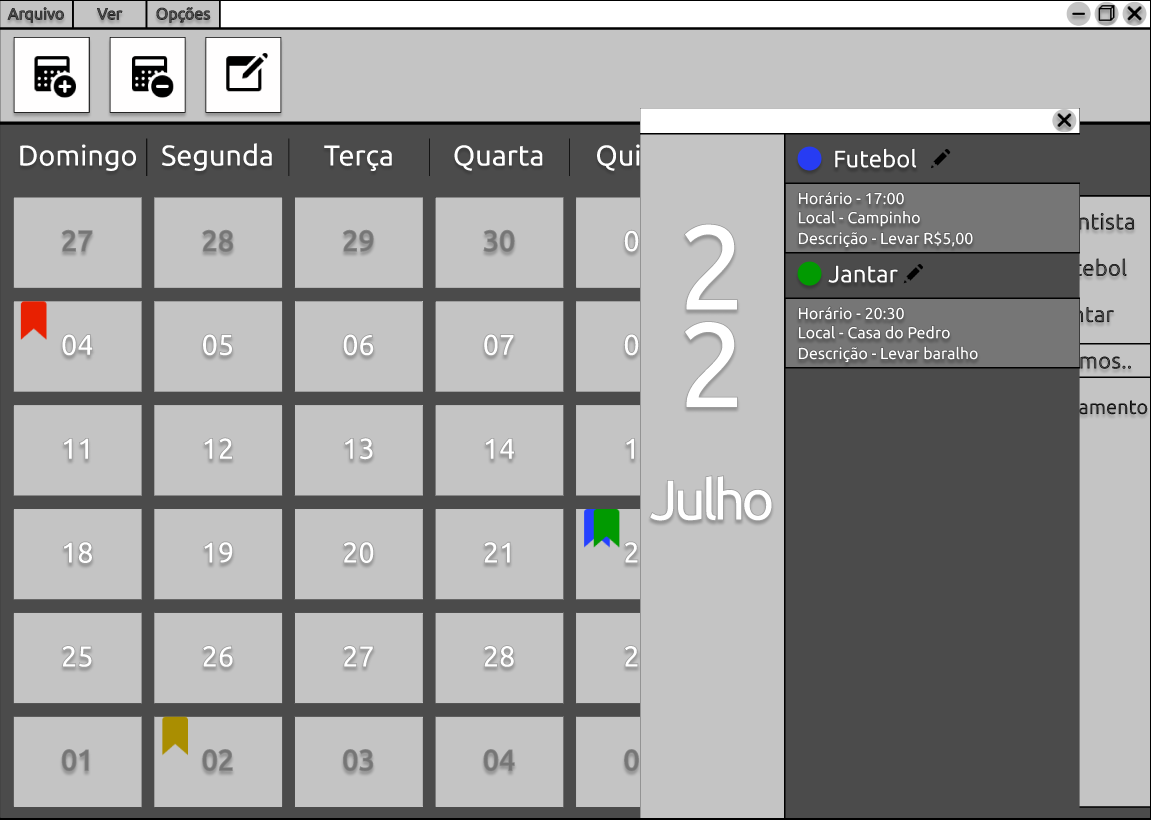 Arquivo Ver Opções
Domingo Segunda Terça Quarta Qui
27 28 29 30 0
04 05 06 07 0
11 12 13 14 1
18 19 20 21 2
25 26 27 28 2
01 02 03 04 0
22
Julho
Futebol
Horário - 17:00
Local - Campinho
Descrição - Levar R$5,00
Jantar
Horário - 20:30
Local - Casa do Pedro
Descrição - Levar baralho
ntista
tebol
ntar
mos..
amento